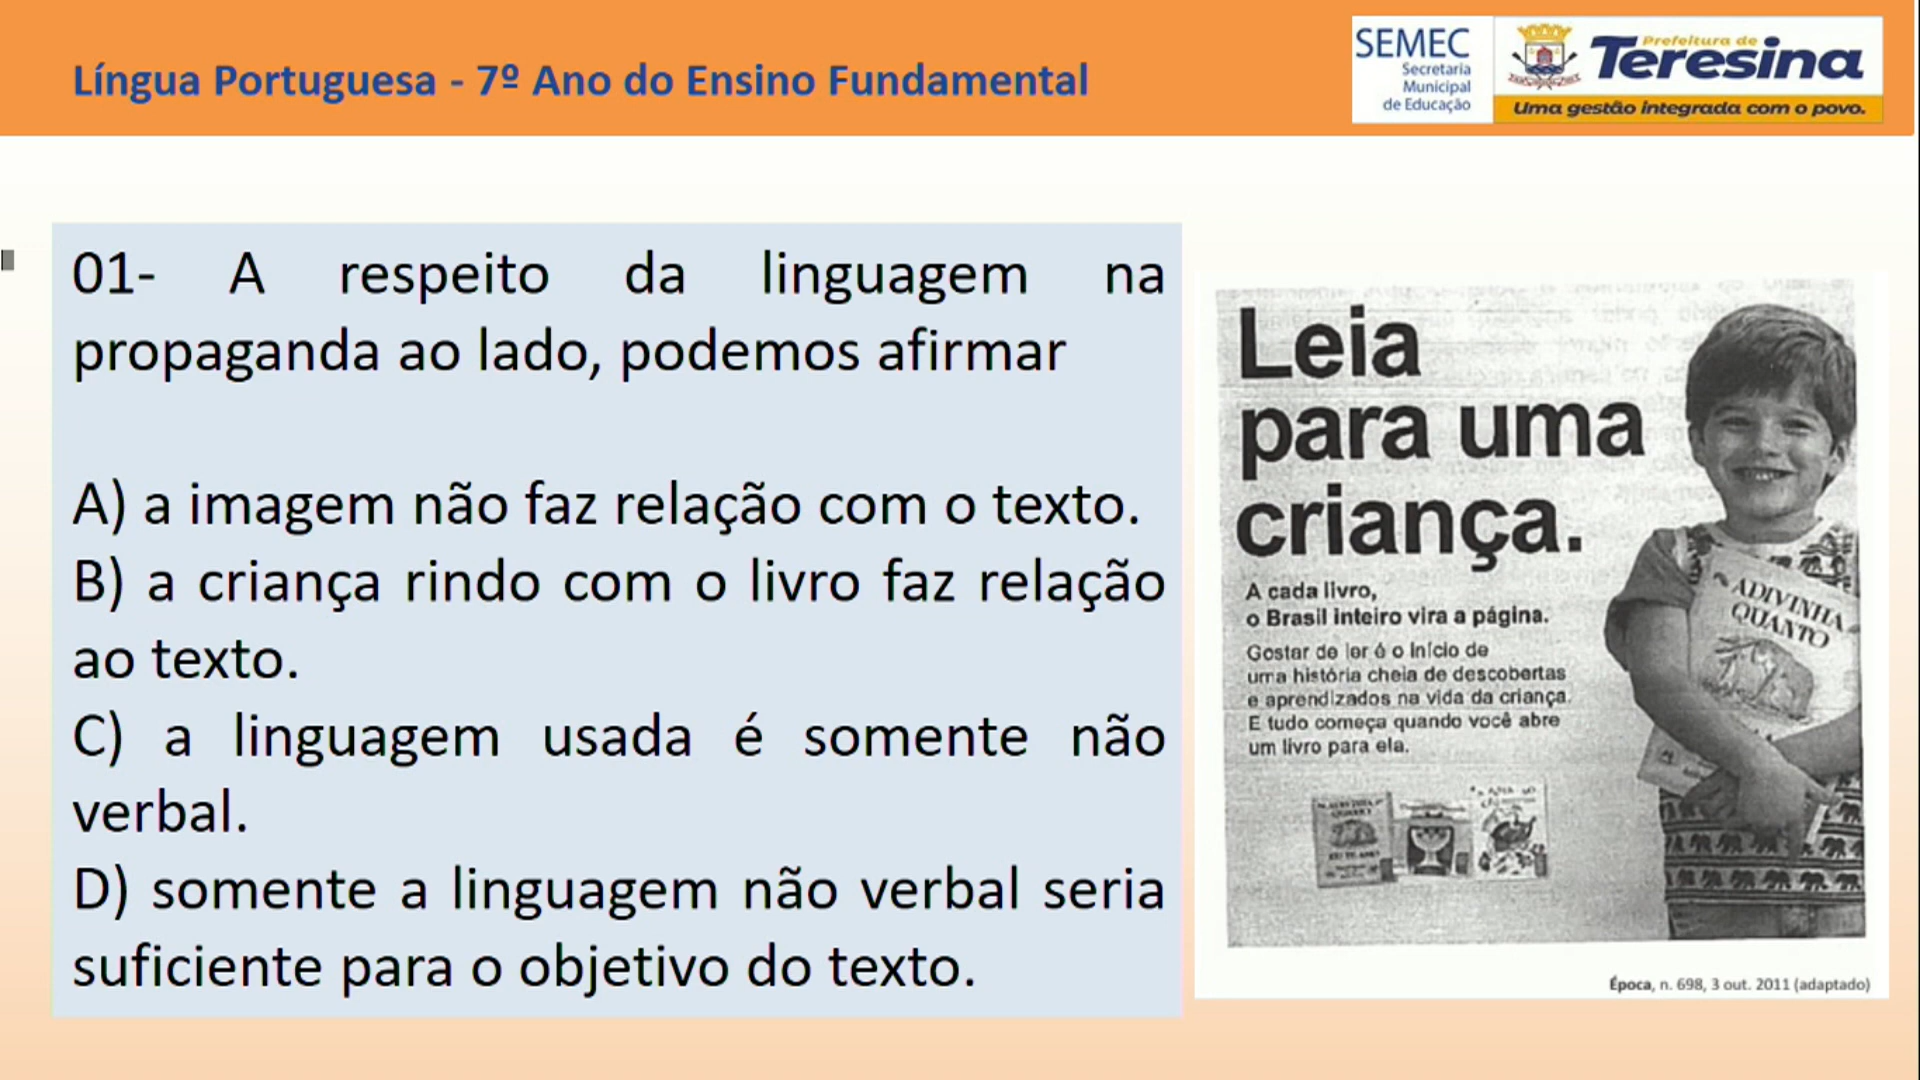 Língua Portuguesa - 7º Ano do Ensino Fundamental
SEMEC
Secretaria
Municipal
de Educação
Prefeitura de
Teresina
Uma gestão integrada com o povo.
01- A respeito da linguagem na
propaganda ao lado, podemos afirmar
A) a imagem não faz relação com o texto.
B) a criança rindo com o livro faz relação
ao texto.
C) a linguagem usada é somente não
verbal.
D) somente a linguagem não verbal seria
suficiente para o objetivo do texto.
Leia
para uma
criança.
A cada livro,
o Brasil inteiro vira a página.
Gostar de ler é o início de
uma história cheia de descobertas
e aprendizados na vida da criança.
E tudo começa quando você abre
um livro para ela.
ADIVINHA
QUANTO
Época, n. 698, 3 out. 2011 (adaptado)